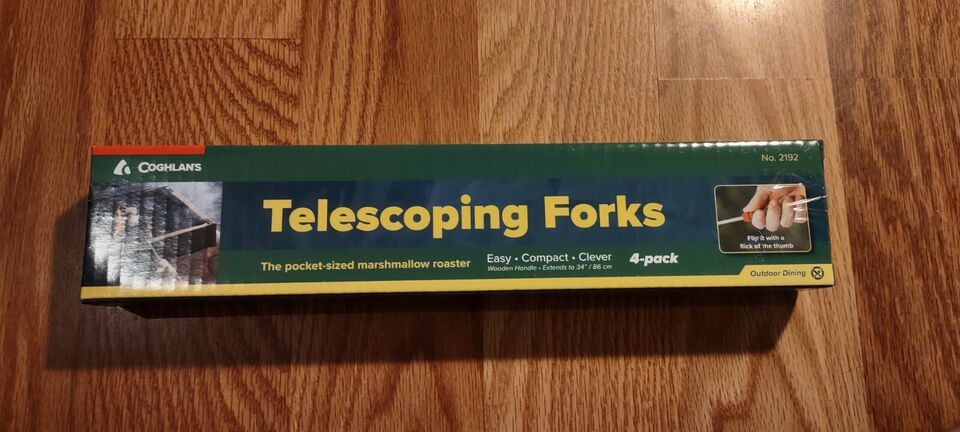 COGHLAN'S
No. 2192
Telescoping Forks
Flip it with a
flick of the thumb
The pocket-sized marshmallow roaster
Easy • Compact • Clever
Wooden Handle • Extends to 34" / 86 cm
4-pack
Outdoor Dining